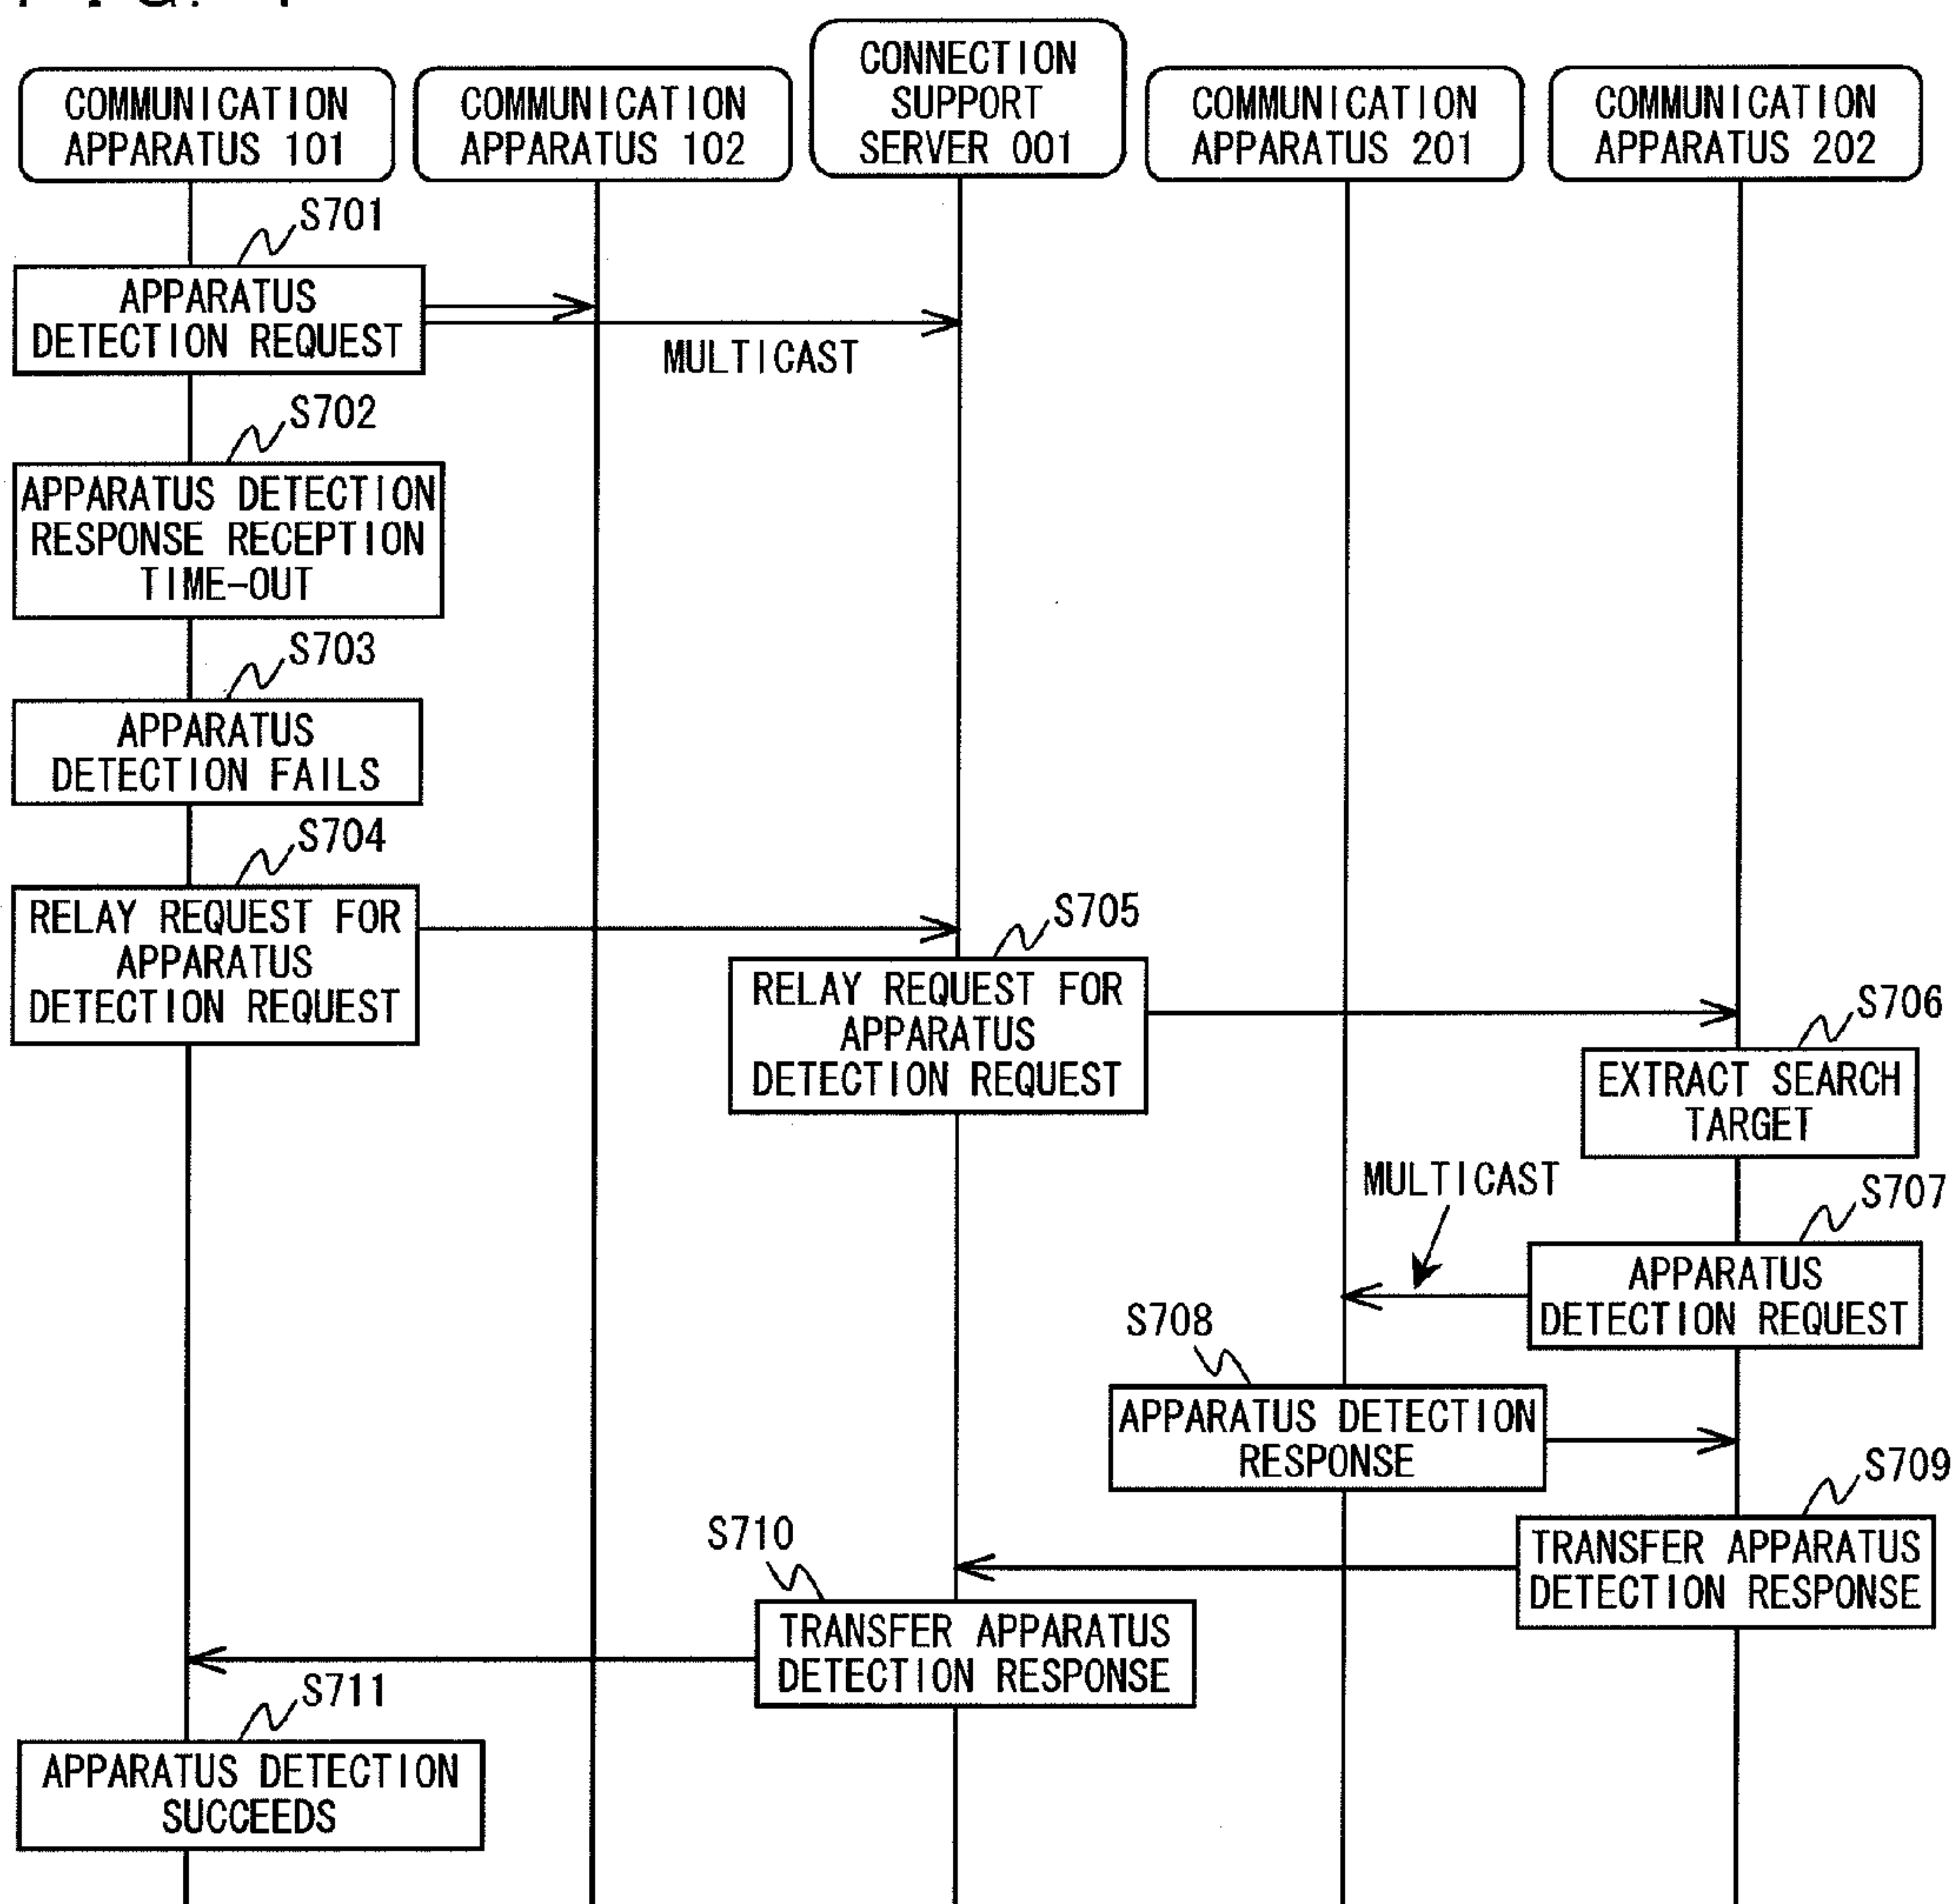 COMMUNICATION
APPARATUS 101
COMMUNICATION
APPARATUS 102
CONNECTION
SUPPORT
SERVER 001
COMMUNICATION
APPARATUS 201
COMMUNICATION
APPARATUS 202
S701
APPARATUS
DETECTION REQUEST
MULTICAST
S702
APPARATUS DETECTION
RESPONSE RECEPTION
TIME-OUT
S703
APPARATUS
DETECTION FAILS
S704
RELAY REQUEST FOR
APPARATUS
DETECTION REQUEST
S705
RELAY REQUEST FOR
APPARATUS
DETECTION REQUEST
S706
EXTRACT SEARCH
TARGET
MULTICAST
S707
APPARATUS
DETECTION REQUEST
S708
APPARATUS DETECTION
RESPONSE
S709
TRANSFER APPARATUS
DETECTION RESPONSE
S710
TRANSFER APPARATUS
DETECTION RESPONSE
S711
APPARATUS DETECTION
SUCCEEDS